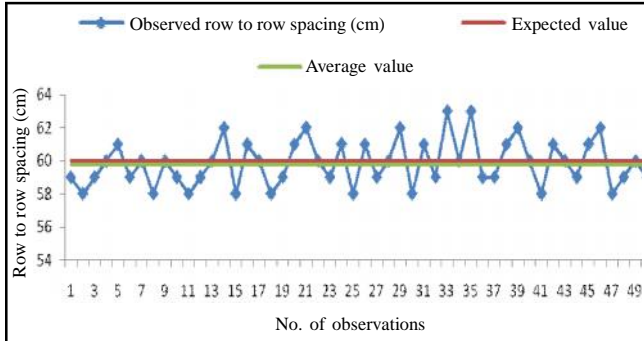 Observed row to row spacing (cm) Expected value
Average value
Row to row spacing (cm)
64
62
60
58
56
54
1 3 5 7 9 11 13 15 17 19 21 23 25 27 29 31 33 35 37 39 41 43 45 47 49
No. of observations